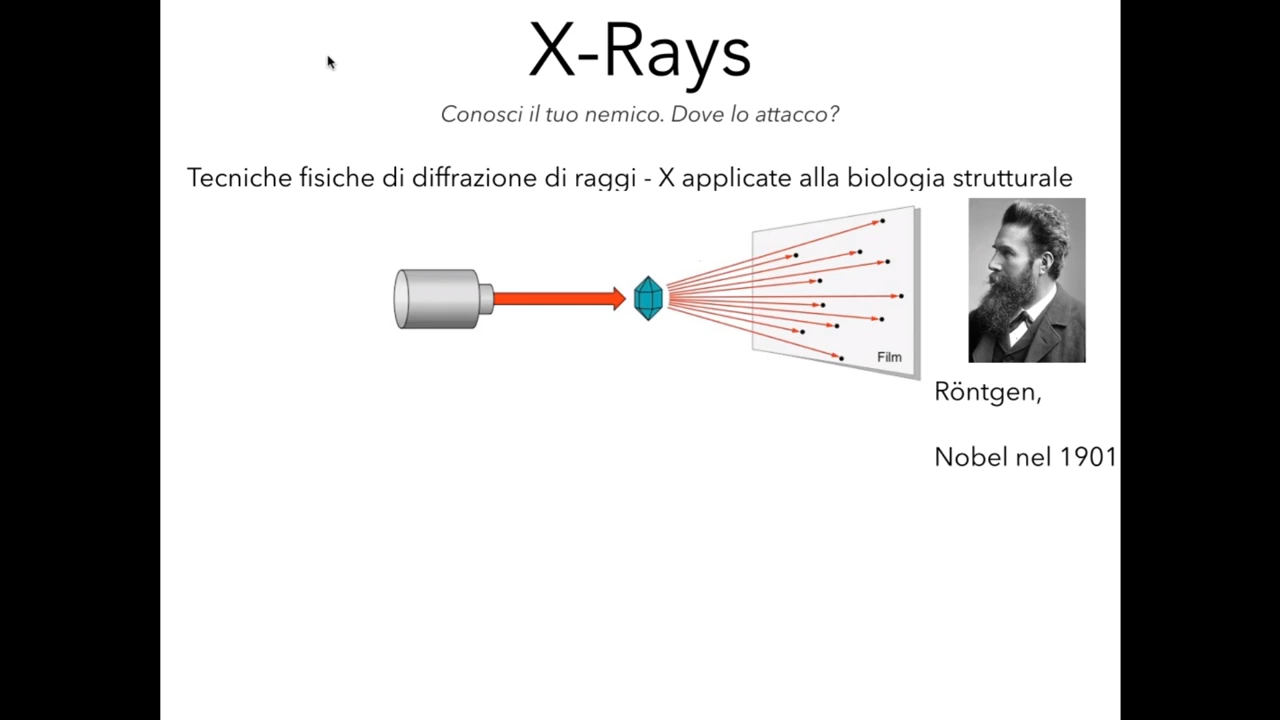 X-Rays
Conosci il tuo nemico. Dove lo attacco?
Tecniche fisiche di diffrazione di raggi - X applicate alla biologia strutturale
Film
Röntgen,
Nobel nel 1901